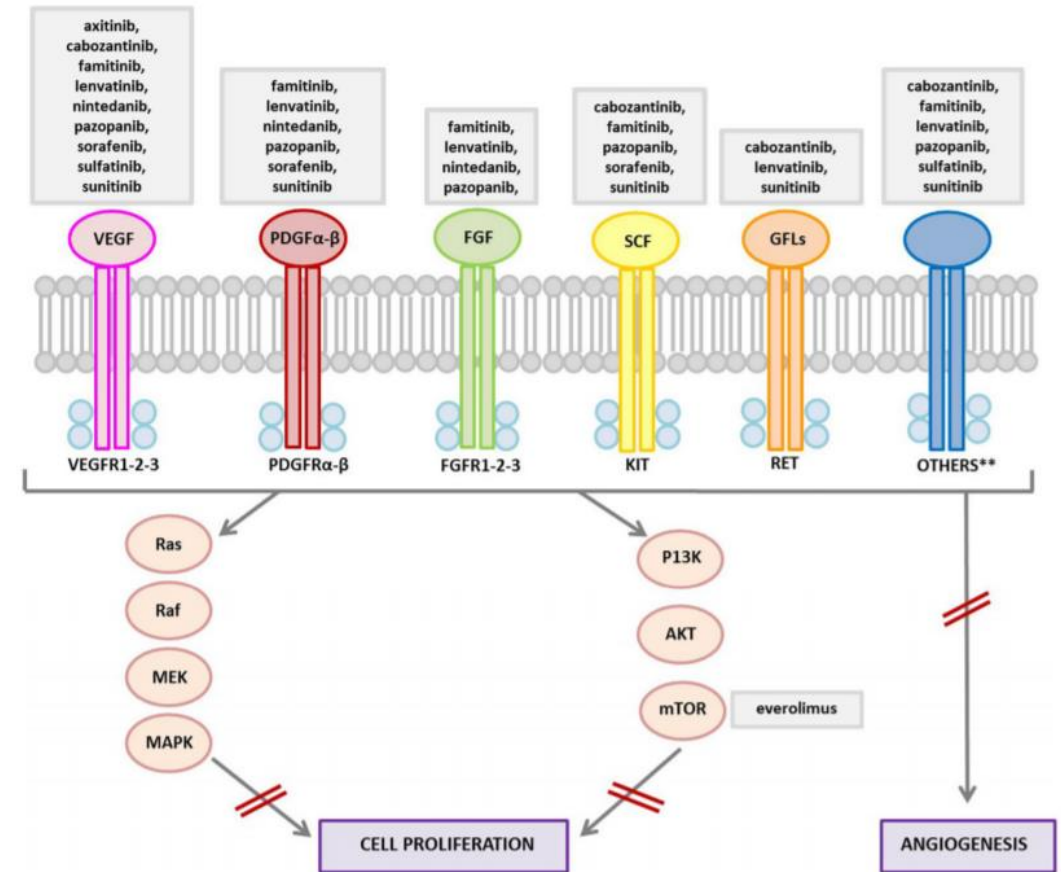 axitinib,
cabozantinib,
famitinib,
lenvatinib,
nintedanib,
pazopanib,
sorafenib,
sulfatinib,
sunitinib
famitinib,
lenvatinib,
nintedanib,
pazopanib,
sorafenib,
sunitinib
famitinib,
lenvatinib,
nintedanib,
pazopanib,
cabozantinib,
famitinib,
pazopanib,
sorafenib,
sunitinib
cabozantinib,
lenvatinib,
sunitinib
cabozantinib,
famitinib,
lenvatinib,
pazopanib,
sulfatinib,
sunitinib
VEGF
PDGFα-β
FGF
SCF
GFLs
VEGFR1-2-3
PDGFRα-β
FGFR1-2-3
KIT
RET
OTHERS**
Ras
Raf
MEK
MAPK
P13K
AKT
mTOR
everolimus
CELL PROLIFERATION
ANGIOGENESIS